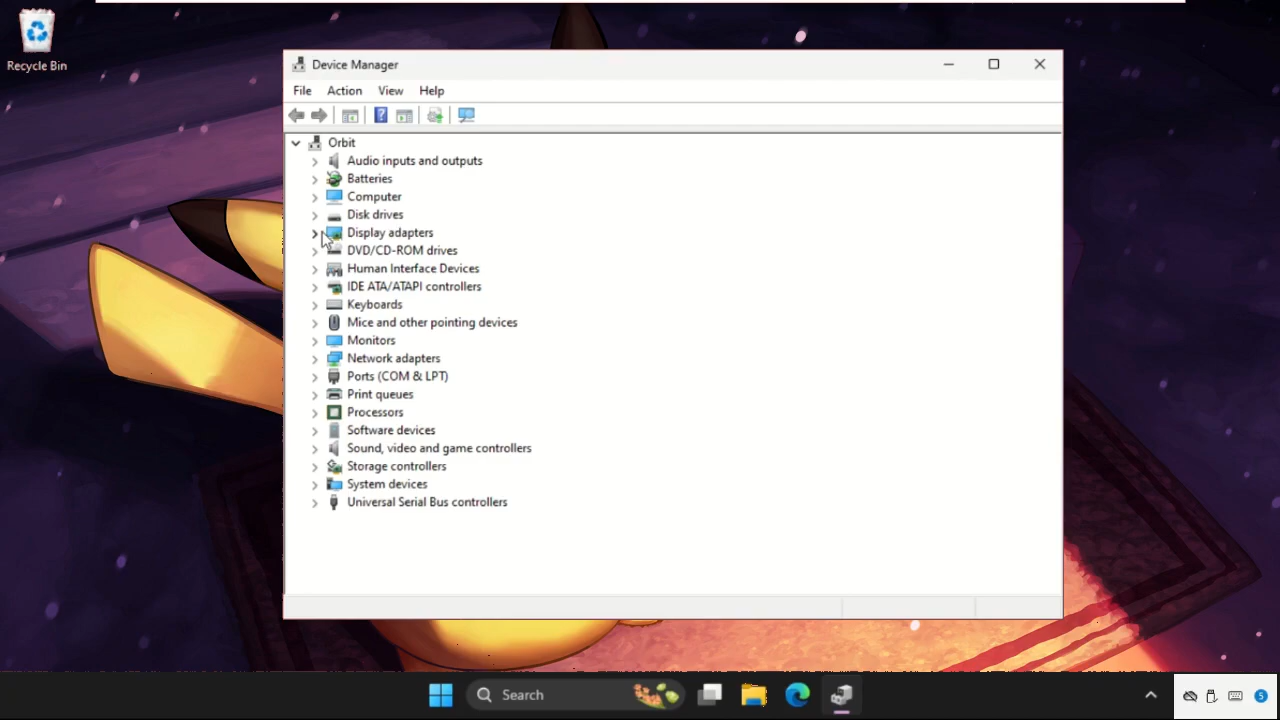 Recycle Bin
Device Manager
File Action View Help
Orbit
Audio inputs and outputs
Batteries
Computer
Disk drives
Display adapters
DVD/CD-ROM drives
Human Interface Devices
IDE ATA/ATAPI controllers
Keyboards
Mice and other pointing devices
Monitors
Network adapters
Ports (COM & LPT)
Print queues
Processors
Software devices
Sound, video and game controllers
Storage controllers
System devices
Universal Serial Bus controllers
Search
5